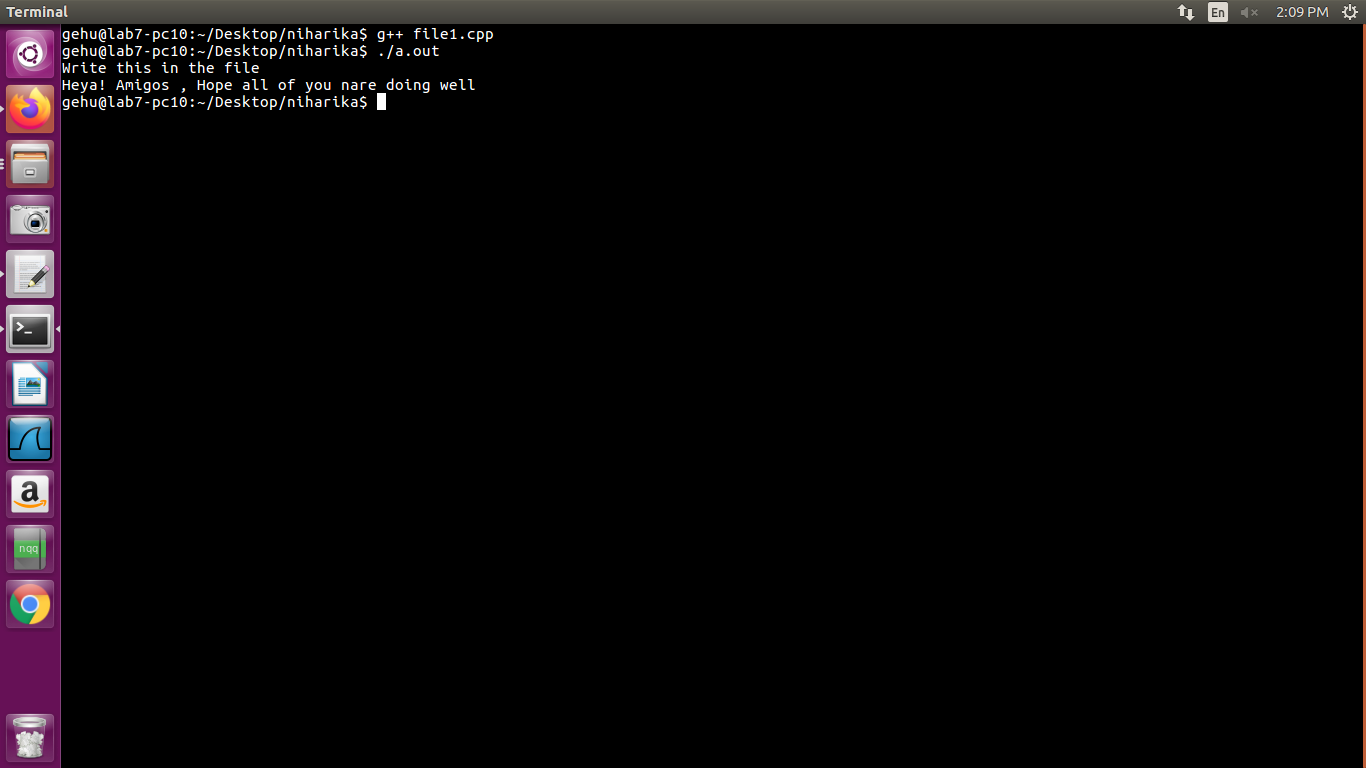 Terminal
En
2:09 PM
gehu@lab7-pc10:~/Desktop/niharika$ g++ file1.cpp
gehu@lab7-pc10:~/Desktop/niharika$ ./a.out
Write this in the file
Heya! Amigos , Hope all of you nare doing well
gehu@lab7-pc10:~/Desktop/niharika$
>_
a
nqq